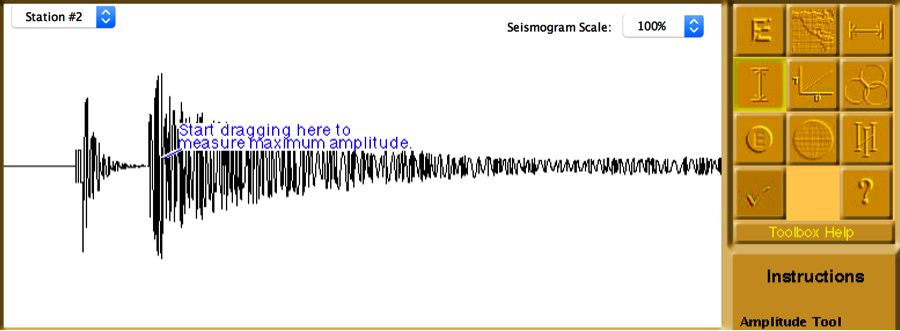 Station #2
Seismogram Scale: 100%
Start dragging here to
measure maximum amplitude.
E
T
D
E
?
Toolbox Help
Instructions
Amplitude Tool